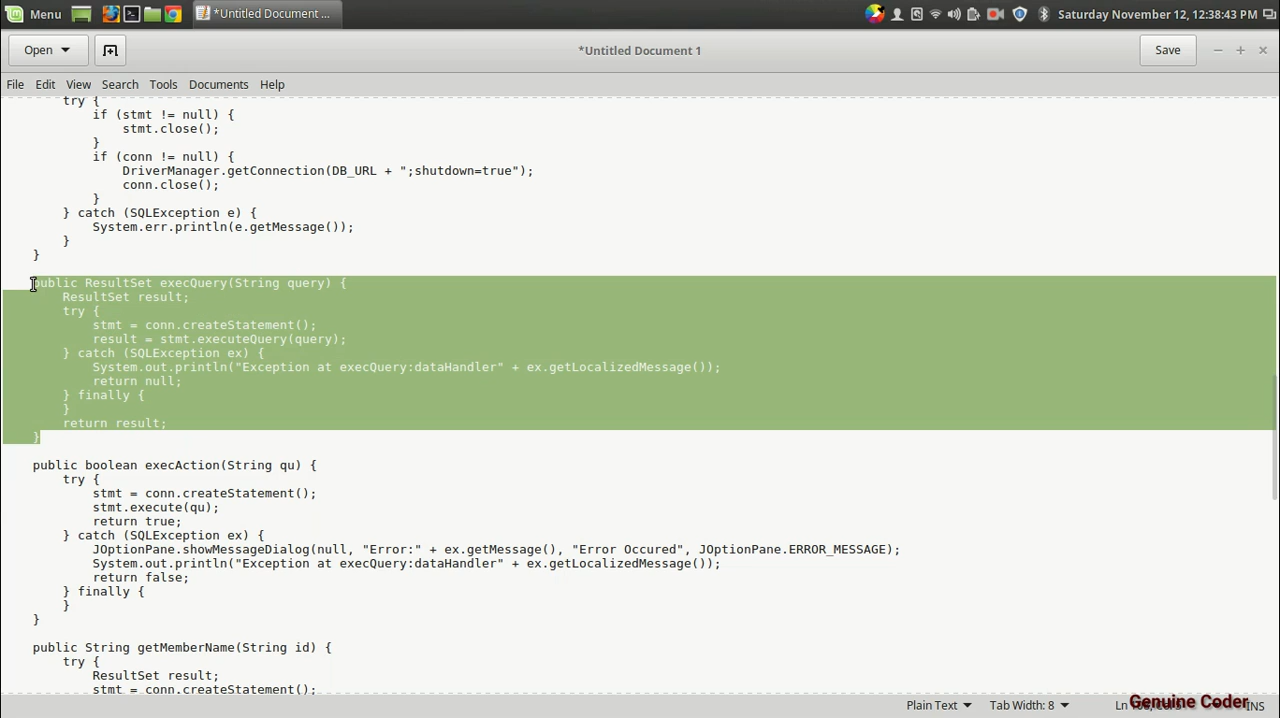 Menu
*Untitled Document ...
Saturday November 12, 12:38:43 PM
Open
*Untitled Document 1
Save
File Edit View Search Tools Documents Help
try {
if (stmt != null) {
stmt.close();
}
if (conn != null) {
DriverManager.getConnection(DB_URL + ";shutdown=true");
conn.close();
}
} catch (SQLException e) {
System.err.println(e.getMessage());
}
}
public ResultSet execQuery(String query) {
ResultSet result;
try {
stmt = conn.createStatement();
result = stmt.executeQuery(query);
} catch (SQLException ex) {
System.out.println("Exception at execQuery:dataHandler" + ex.getLocalizedMessage());
return null;
} finally {
}
return result;
}
public boolean execAction(String qu) {
try {
stmt = conn.createStatement();
stmt.execute(qu);
return true;
} catch (SQLException ex) {
JOptionPane.showMessageDialog(null, "Error:" + ex.getMessage(), "Error Occured", JOptionPane.ERROR_MESSAGE);
System.out.println("Exception at execQuery:dataHandler" + ex.getLocalizedMessage());
return false;
} finally {
}
}
public String getMemberName(String id) {
try {
ResultSet result;
stmt = conn.createStatement();
Plain Text Tab Width: 8 Ln INS
Genuine Coder